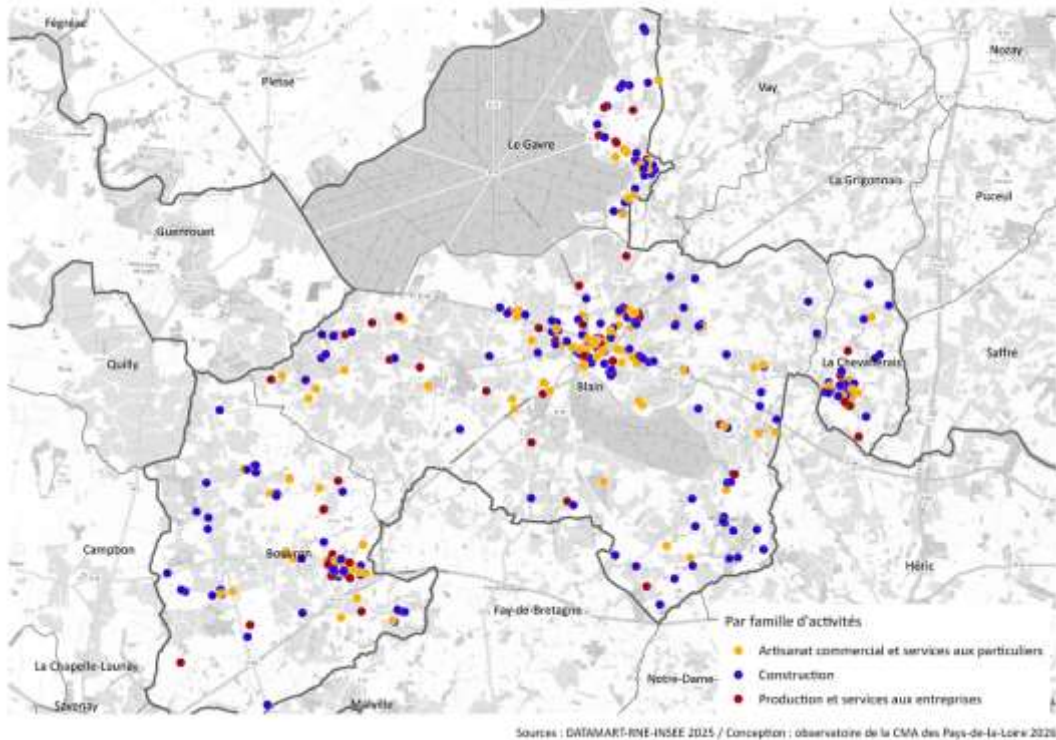 Fégréac
Plessé
Nozay
Vay
Le Gavre
La Grigonnais
Puceul
Guenrouet
Quilly
La Chevallerais
Saffré
Blain
Campbon
Bouvron
Héric
Fay-de-Bretagne
Par famille d'activités
Artisanat commercial et services aux particuliers
La Chapelle-Launay
Notre-Dame-
Construction
Savenay
Malville
Production et services aux entreprises
Sources : DATAMART-RNE-INSEE 2025 / Conception : observatoire de la CMA des Pays-de-la-Loire 2026